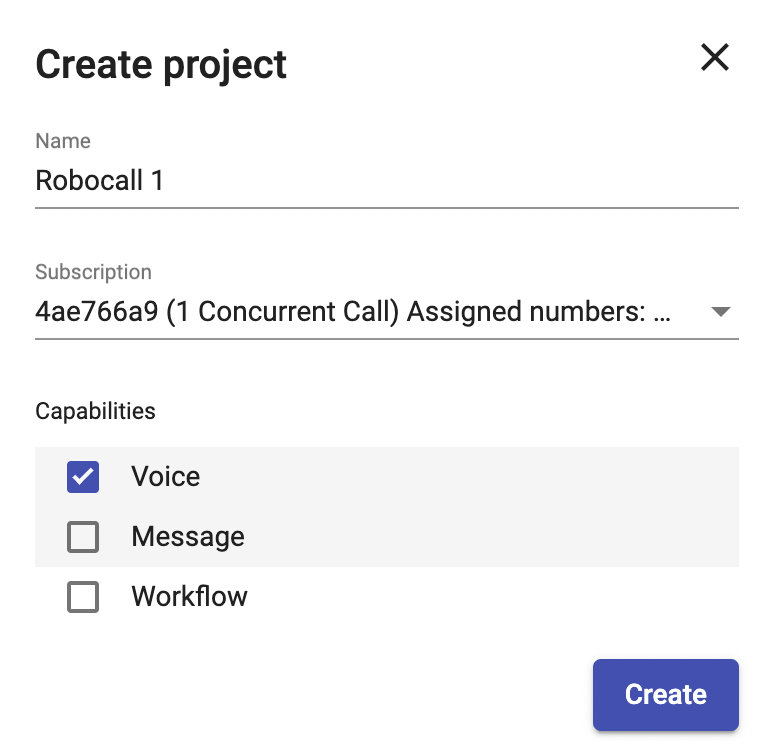 Create project
Name
Robocall 1
Subscription
4ae766a9 (1 Concurrent Call) Assigned numbers: ...
Capabilities
Voice
Message
Workflow
Create